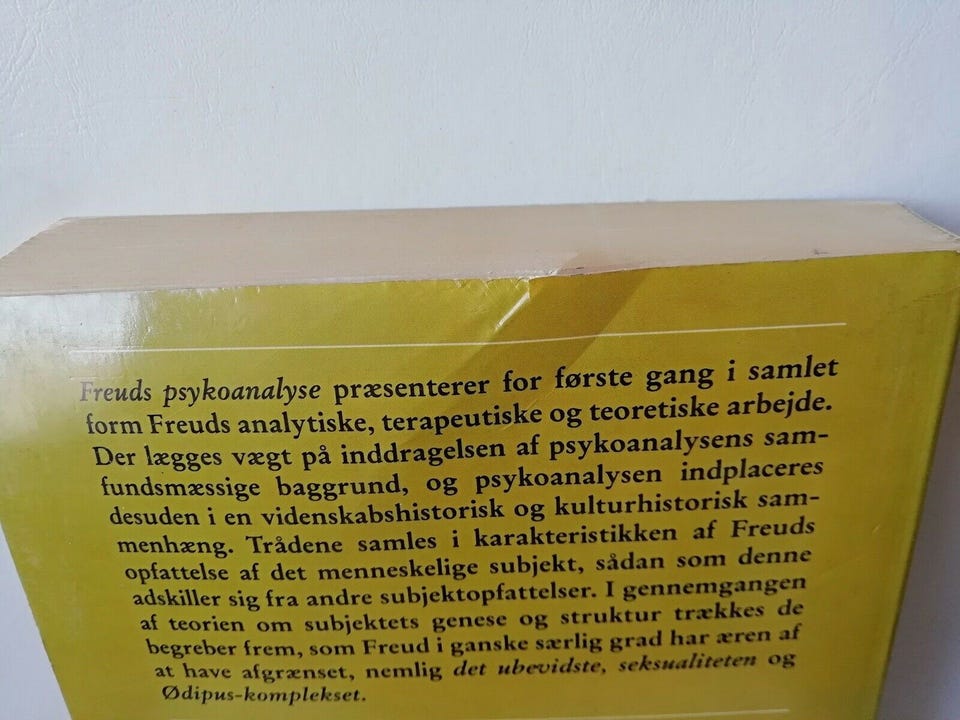 Freuds psykoanalyse præsenterer for første gang i samlet
form Freuds analytiske, terapeutiske og teoretiske arbejde.
Der lægges vægt på inddragelsen af psykoanalysens sam-
fundsmæssige baggrund, og psykoanalysen indplaceres
desuden i en videnskabshistorisk og kulturhistorisk sam-
menhæng. Trådene samles i karakteristikken af Freuds
opfattelse af det menneskelige subjekt, sådan som denne
adskiller sig fra andre subjektopfattelser. I gennemgangen
af teorien om subjektets genese og struktur trækkes de
begreber frem, som Freud i ganske særlig grad har æren af
at have afgrænset, nemlig det ubevidste, seksualiteten og
Ødipus-komplekset.